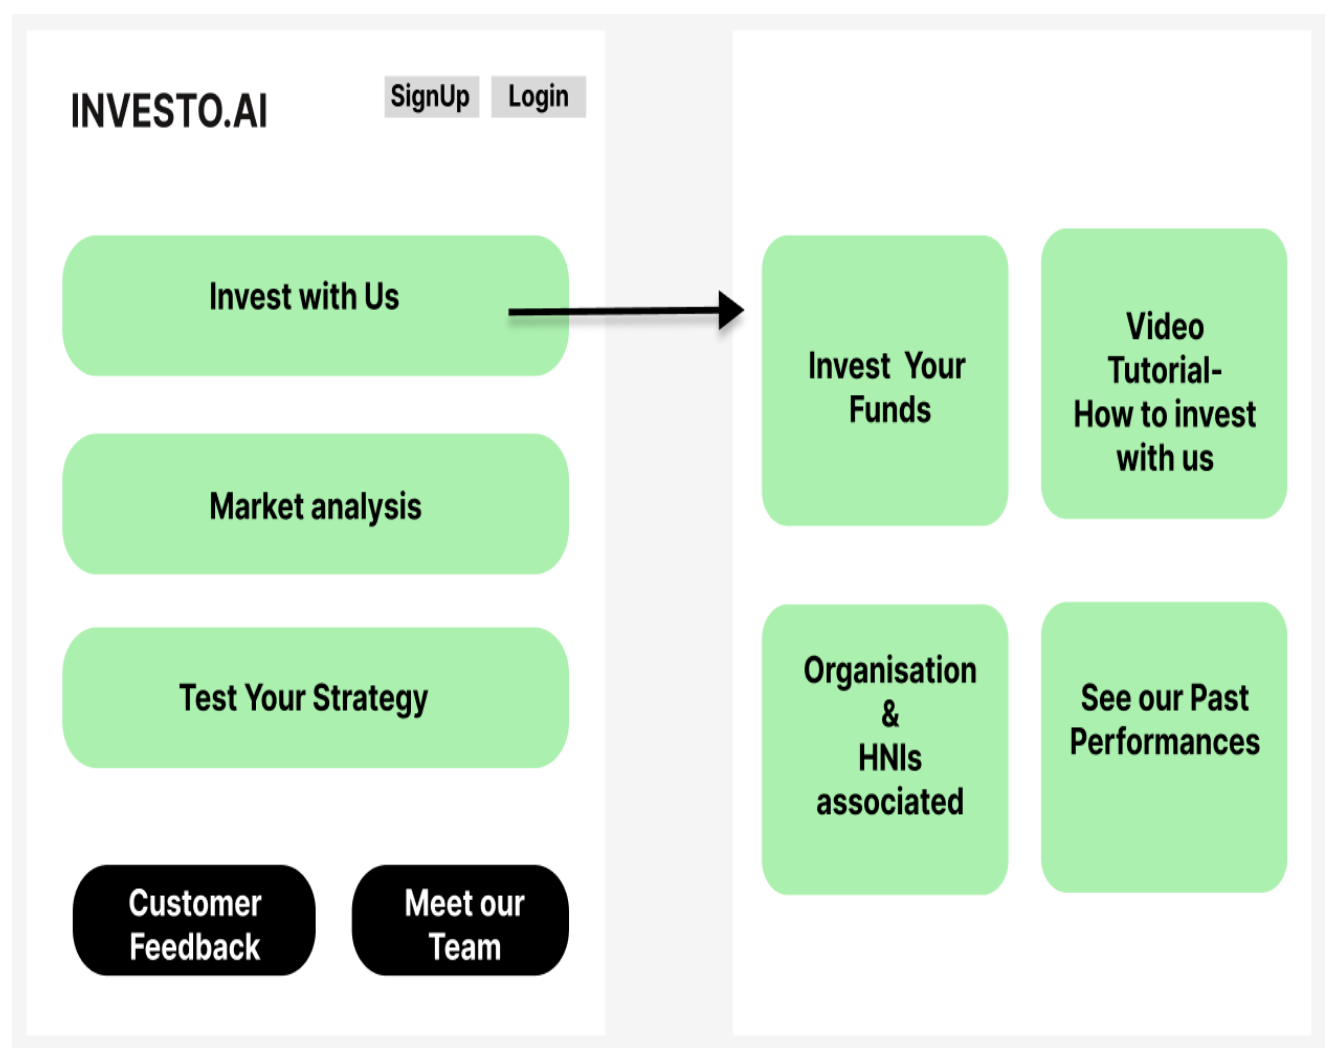 INVESTO.AI
SignUp
Login
Invest with Us
Market analysis
Test Your Strategy
Customer
Feedback
Meet our
Team
Invest Your
Funds
Video
Tutorial-
How to invest
with us
Organisation
&
HNIs
associated
See our Past
Performances